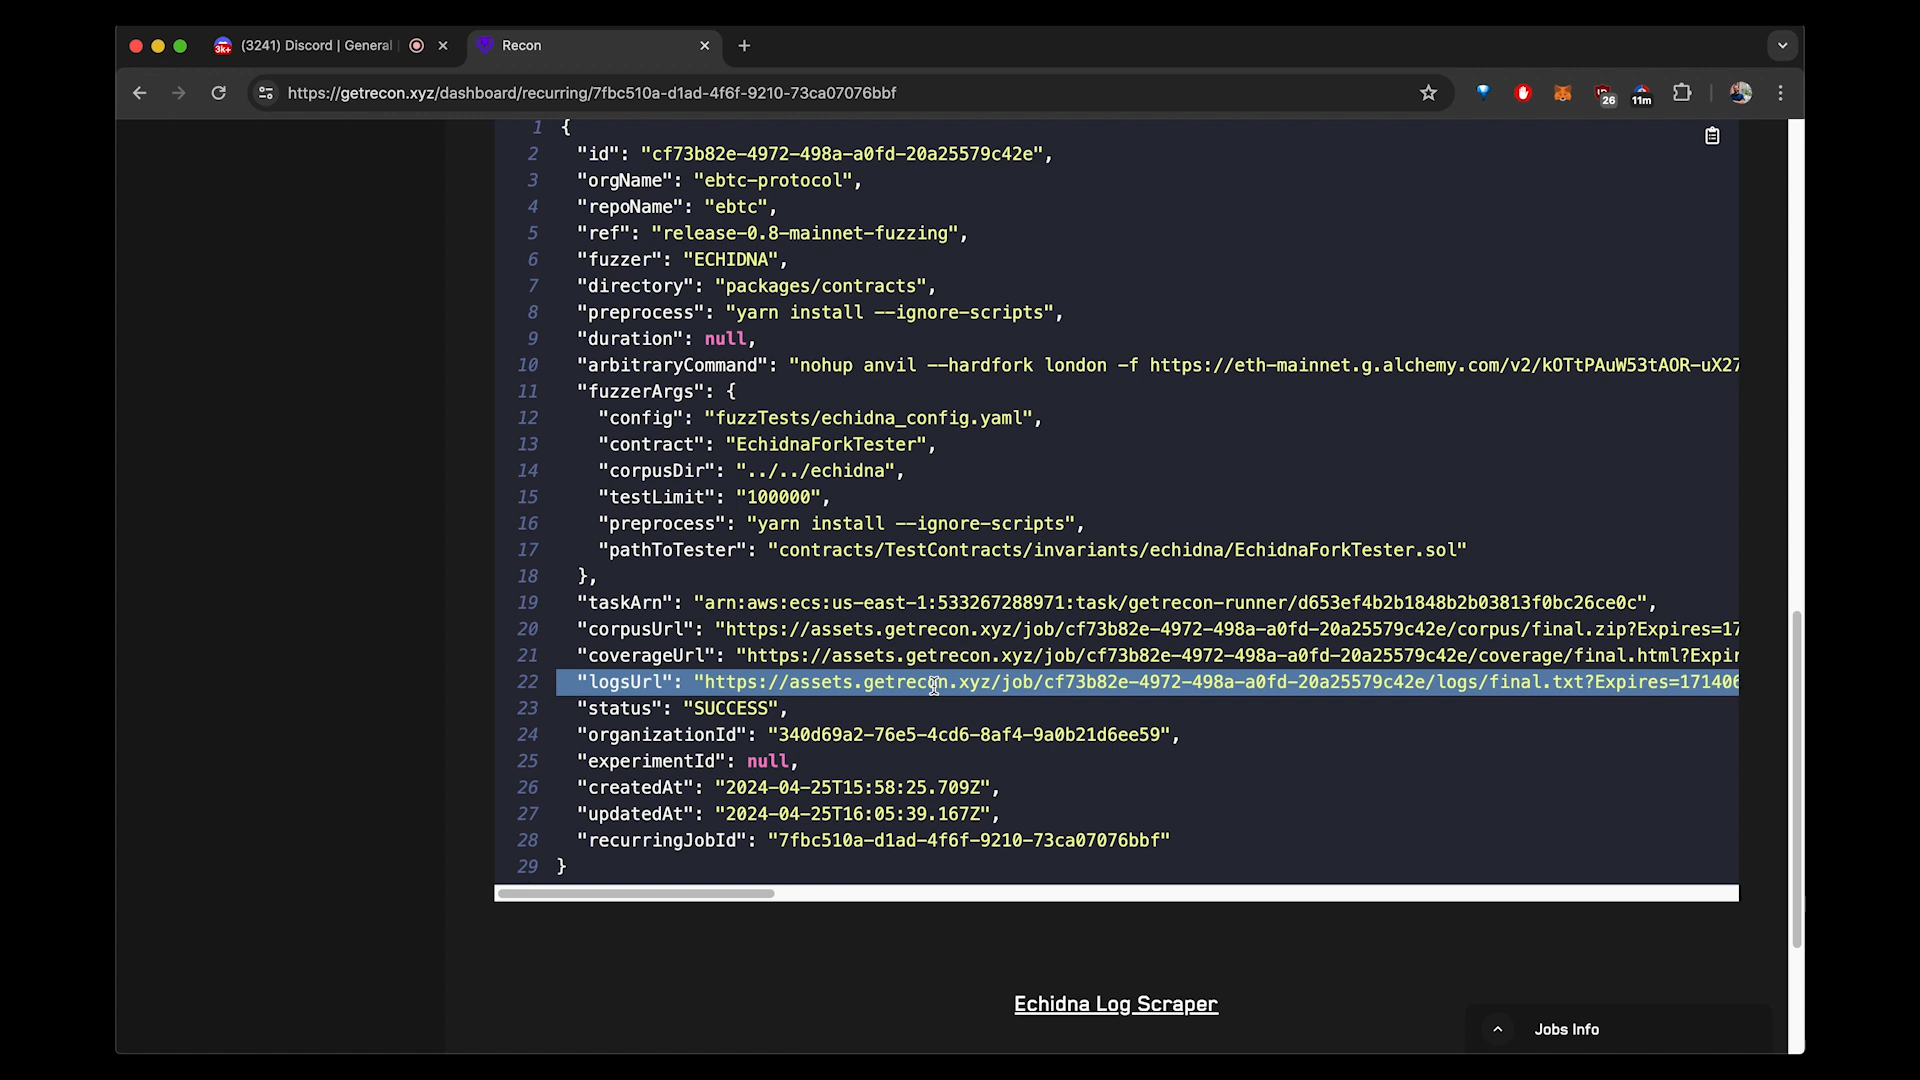 3k+ (3241) Discord | General
Recon
https://getrecon.xyz/dashboard/recurring/7fbc510a-d1ad-4f6f-9210-73ca07076bbf
26
11m
1 {
2 "id": "cf73b82e-4972-498a-a0fd-20a25579c42e",
3 "orgName": "ebtc-protocol",
4 "repoName": "ebtc",
5 "ref": "release-0.8-mainnet-fuzzing",
6 "fuzzer": "ECHIDNA",
7 "directory": "packages/contracts",
8 "preprocess": "yarn install --ignore-scripts",
9 "duration": null,
10 "arbitraryCommand": "nohup anvil --hardfork london -f https://eth-mainnet.g.alchemy.com/v2/kOTtPAuW53tAOR-uX27
11 "fuzzerArgs": {
12 "config": "fuzzTests/echidna_config.yaml",
13 "contract": "EchidnaForkTester",
14 "corpusDir": "../../echidna",
15 "testLimit": "100000",
16 "preprocess": "yarn install --ignore-scripts",
17 "pathToTester": "contracts/TestContracts/invariants/echidna/EchidnaForkTester.sol"
18 },
19 "taskArn": "arn:aws:ecs:us-east-1:533267288971:task/getrecon-runner/d653ef4b2b1848b2b03813f0bc26ce0c",
20 "corpusUrl": "https://assets.getrecon.xyz/job/cf73b82e-4972-498a-a0fd-20a25579c42e/corpus/final.zip?Expires=17
21 "coverageUrl": "https://assets.getrecon.xyz/job/cf73b82e-4972-498a-a0fd-20a25579c42e/coverage/final.html?Expir
22 "logsUrl": "https://assets.getrecon.xyz/job/cf73b82e-4972-498a-a0fd-20a25579c42e/logs/final.txt?Expires=171406
23 "status": "SUCCESS",
24 "organizationId": "340d69a2-76e5-4cd6-8af4-9a0b21d6ee59",
25 "experimentId": null,
26 "createdAt": "2024-04-25T15:58:25.709Z",
27 "updatedAt": "2024-04-25T16:05:39.167Z",
28 "recurringJobId": "7fbc510a-d1ad-4f6f-9210-73ca07076bbf"
29 }
Echidna Log Scraper
Jobs Info